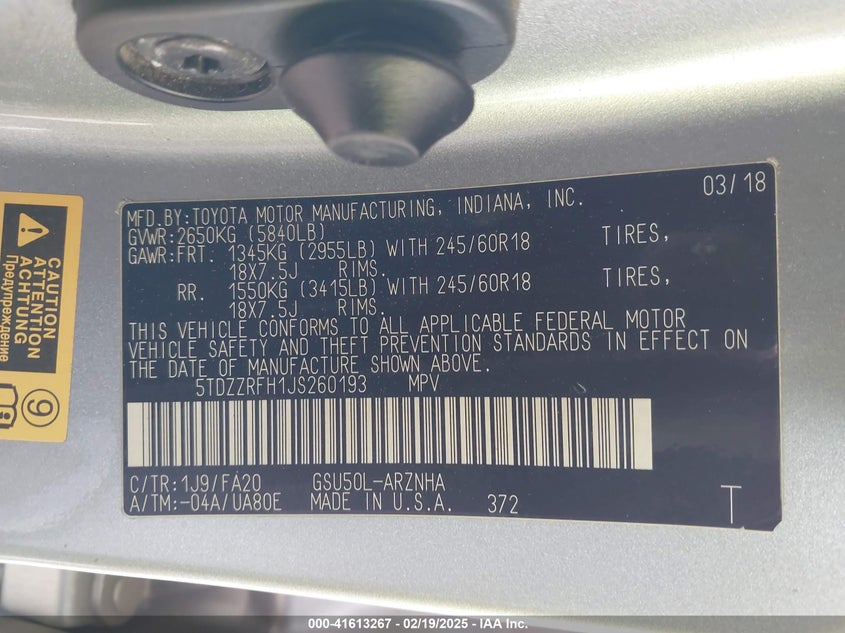 03/18
MFD.BY:TOYOTA MOTOR MANUFACTURING, INDIANA, INC.
GVWR:2650KG (5840LB)
GAWR:FRT. 1345KG (2955LB) WITH 245/60R18 TIRES,
18X7.5J RIMS.
RR. 1550KG (3415LB) WITH 245/60R18 TIRES,
18X7.5J RIMS.
THIS VEHICLE CONFORMS TO ALL APPLICABLE FEDERAL MOTOR
VEHICLE SAFETY AND THEFT PREVENTION STANDARDS IN EFFECT ON
THE DATE OF MANUFACTURE SHOWN ABOVE.
5TDZZRFH1JS260193 MPV
C/TR:1J9/FA20 GSU50L-ARZNHA
A/TM:-04A/UA80E MADE IN U.S.A. 372 T
CAUTION
ATTENTION
ACHTUNG
Предупреждение
9
000-41613267 - 02/19/2025 - IAA Inc.